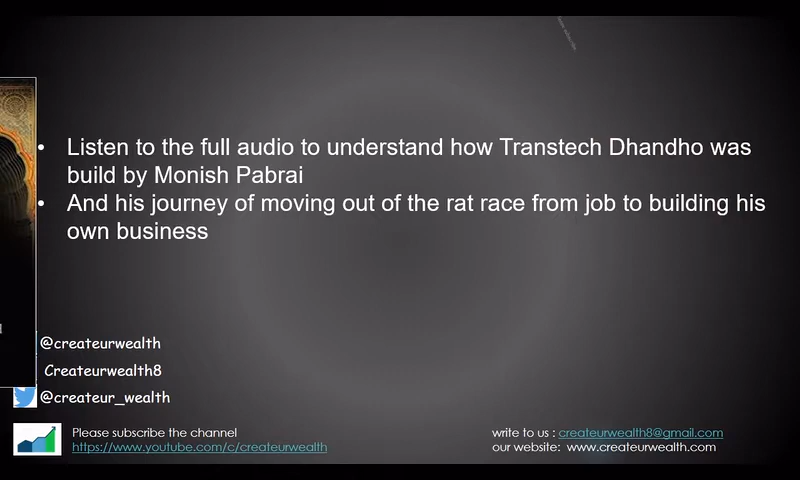 • Listen to the full audio to understand how Transtech Dhandho was
build by Monish Pabrai
• And his journey of moving out of the rat race from job to building his
own business
@createurwealth
Createurwealth8
@createur_wealth
Please subscribe the channel
https://www.youtube.com/c/createurwealth
write to us : createurwealth8@gmail.com
our website: www.createurwealth.com